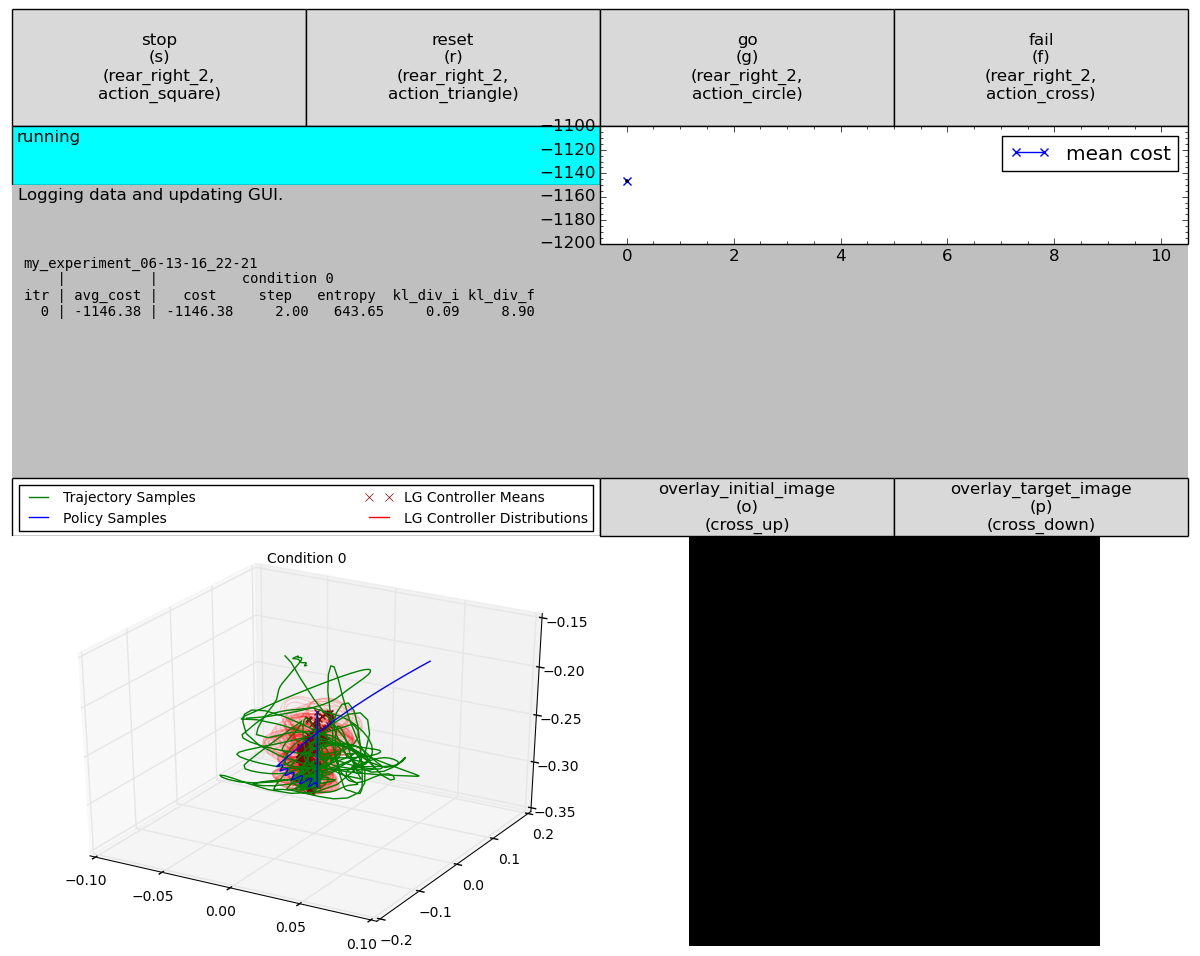 stop
(s)
(rear_right_2,
action_square)
reset
(r)
(rear_right_2,
action_triangle)
go
(g)
(rear_right_2,
action_circle)
fail
(f)
(rear_right_2,
action_cross)
running
−1100
−1120
−1140
−1160
−1180
−1200
mean cost
0
2
4
6
8
10
Logging data and updating GUI.
my_experiment_06-13-16_22-21
| | condition 0
itr | avg_cost | cost step entropy kl_div_i kl_div_f
0 | -1146.38 | -1146.38 2.00 643.65 0.09 8.90
Trajectory Samples
Policy Samples
LG Controller Means
LG Controller Distributions
overlay_initial_image
(o)
(cross_up)
overlay_target_image
(p)
(cross_down)
Condition 0
−0.15
−0.20
−0.25
−0.30
−0.35
0.2
0.1
0.0
−0.1
−0.2
−0.10
−0.05
0.00
0.05
0.10